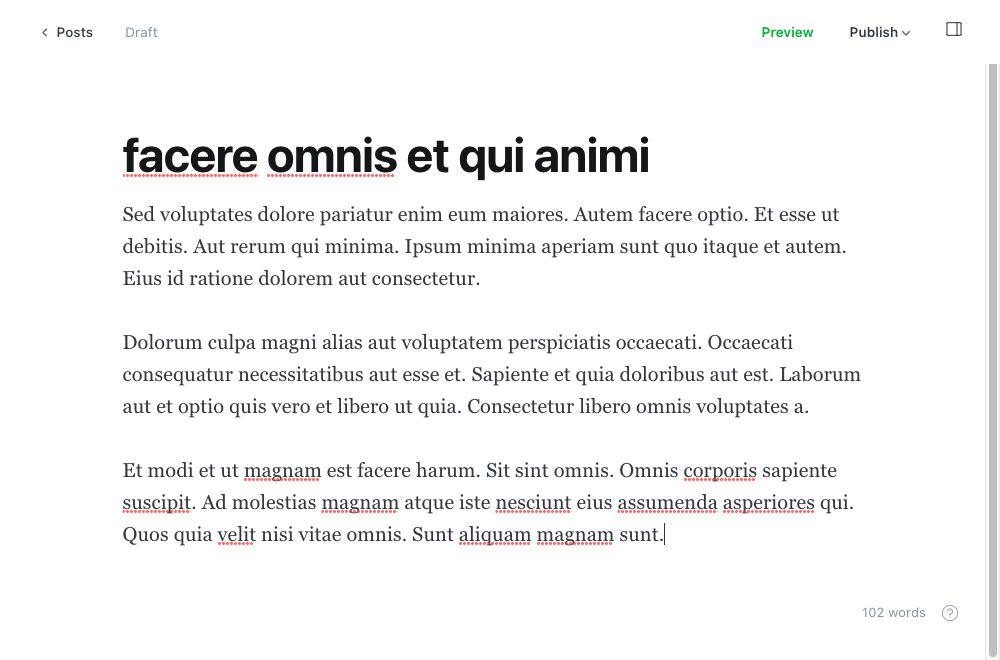 Posts
Draft
Preview
Publish
facere omnis et qui animi
Sed voluptates dolore pariatur enim eum maiores. Autem facere optio. Et esse ut
debitis. Aut rerum qui minima. Ipsum minima aperiam sunt quo itaque et autem.
Eius id ratione dolorem aut consectetur.
Dolorum culpa magni alias aut voluptatem perspiciatis occaecati. Occaecati
consequatur necessitatibus aut esse et. Sapiente et quia doloribus aut est. Laborum
aut et optio quis vero et libero ut quia. Consectetur libero omnis voluptates a.
Et modi et ut magnam est facere harum. Sit sint omnis. Omnis corporis sapiente
suscipit. Ad molestias magnam atque iste nesciunt eius assumenda asperiores qui.
Quos quia velit nisi vitae omnis. Sunt aliquam magnam sunt.
102 words
?